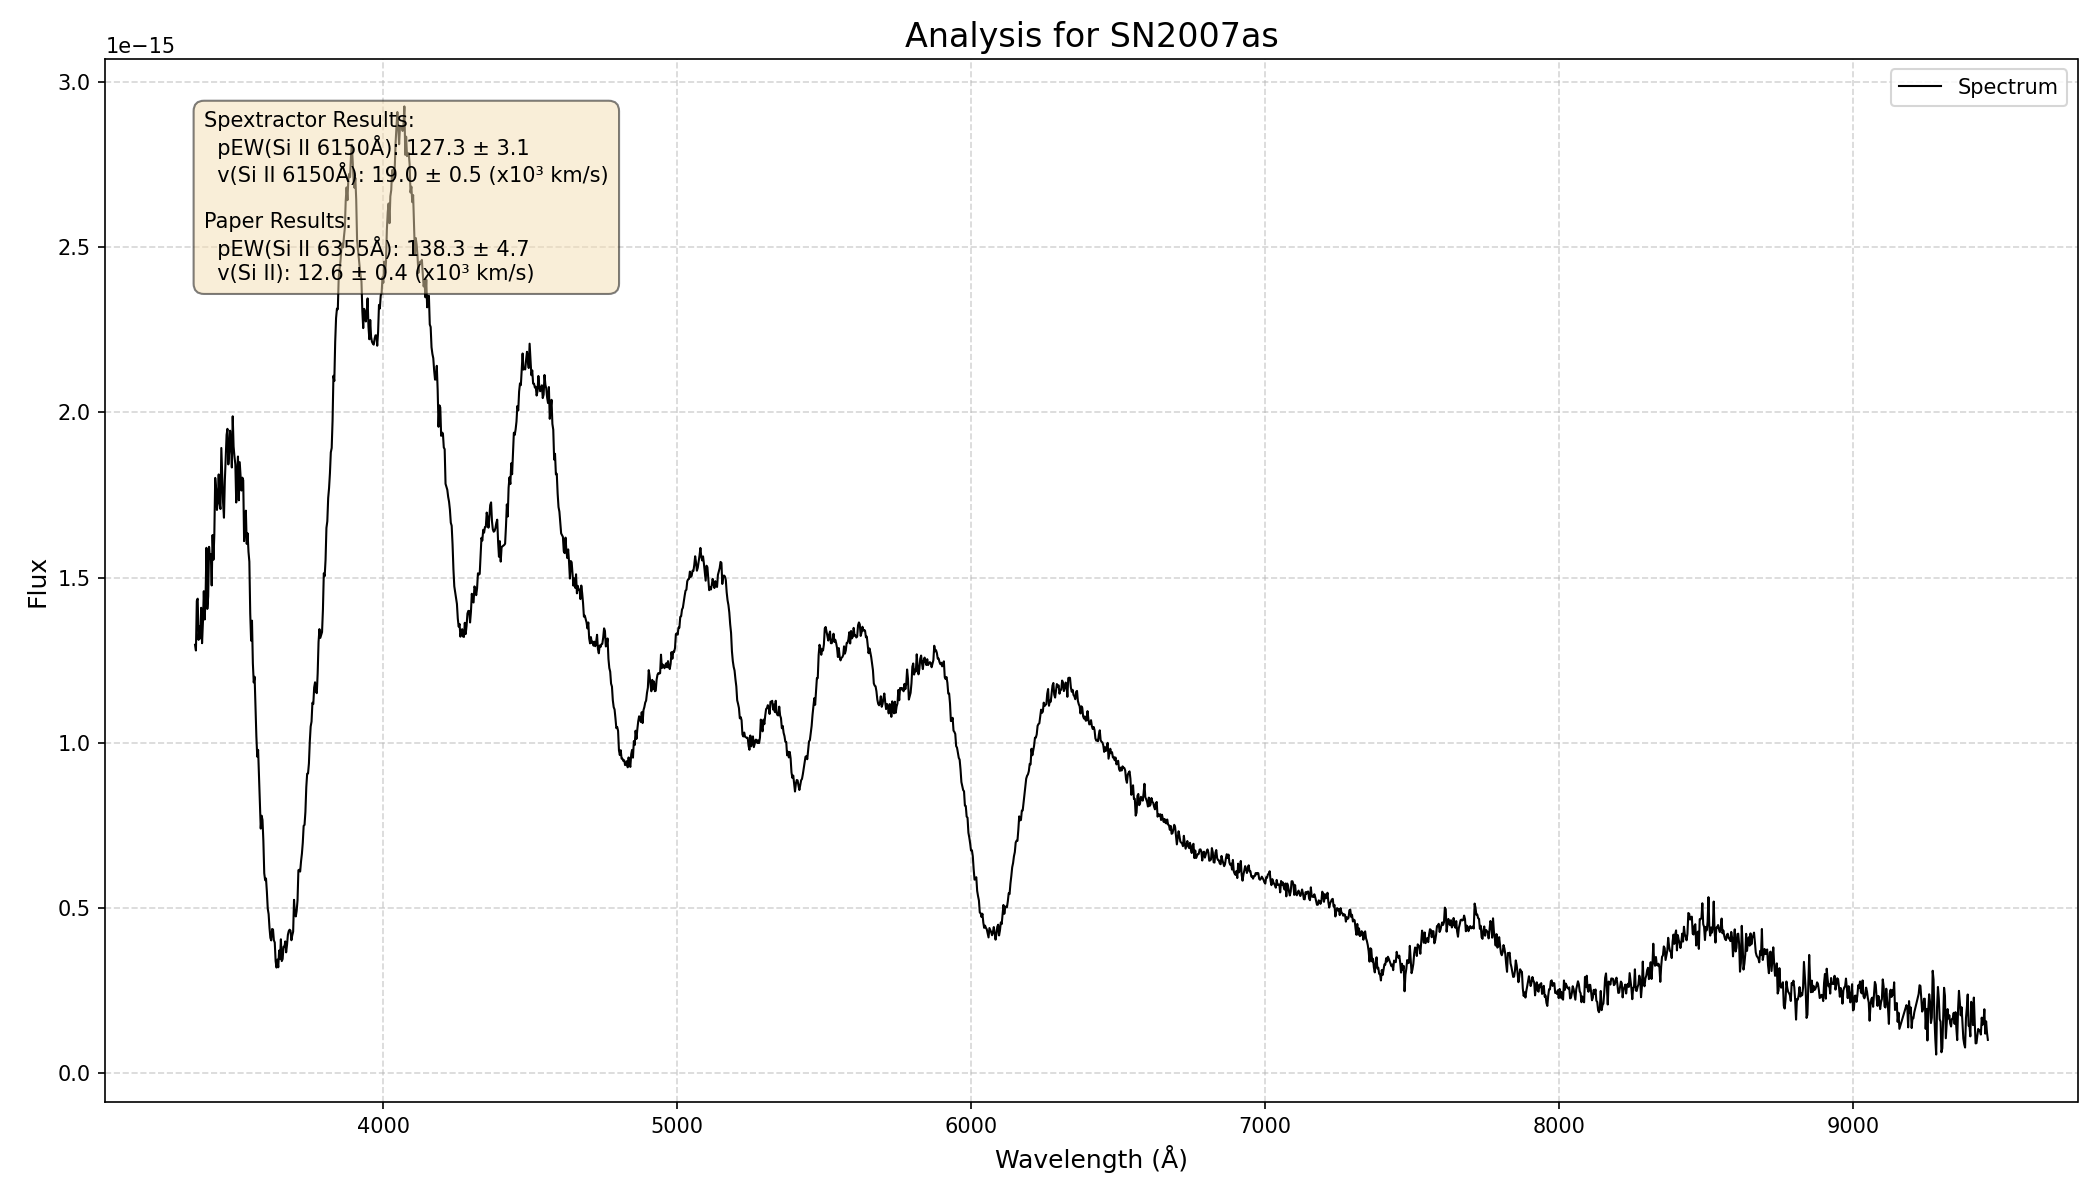 Analysis for SN2007as
1e−15
Spectrum
Spextractor Results:
pEW(Si II 6150Å): 127.3 ± 3.1
v(Si II 6150Å): 19.0 ± 0.5 (x10³ km/s)
Paper Results:
pEW(Si II 6355Å): 138.3 ± 4.7
v(Si II): 12.6 ± 0.4 (x10³ km/s)
3.0
2.5
2.0
1.5
1.0
0.5
0.0
Flux
4000 5000 6000 7000 8000 9000
Wavelength (Å)